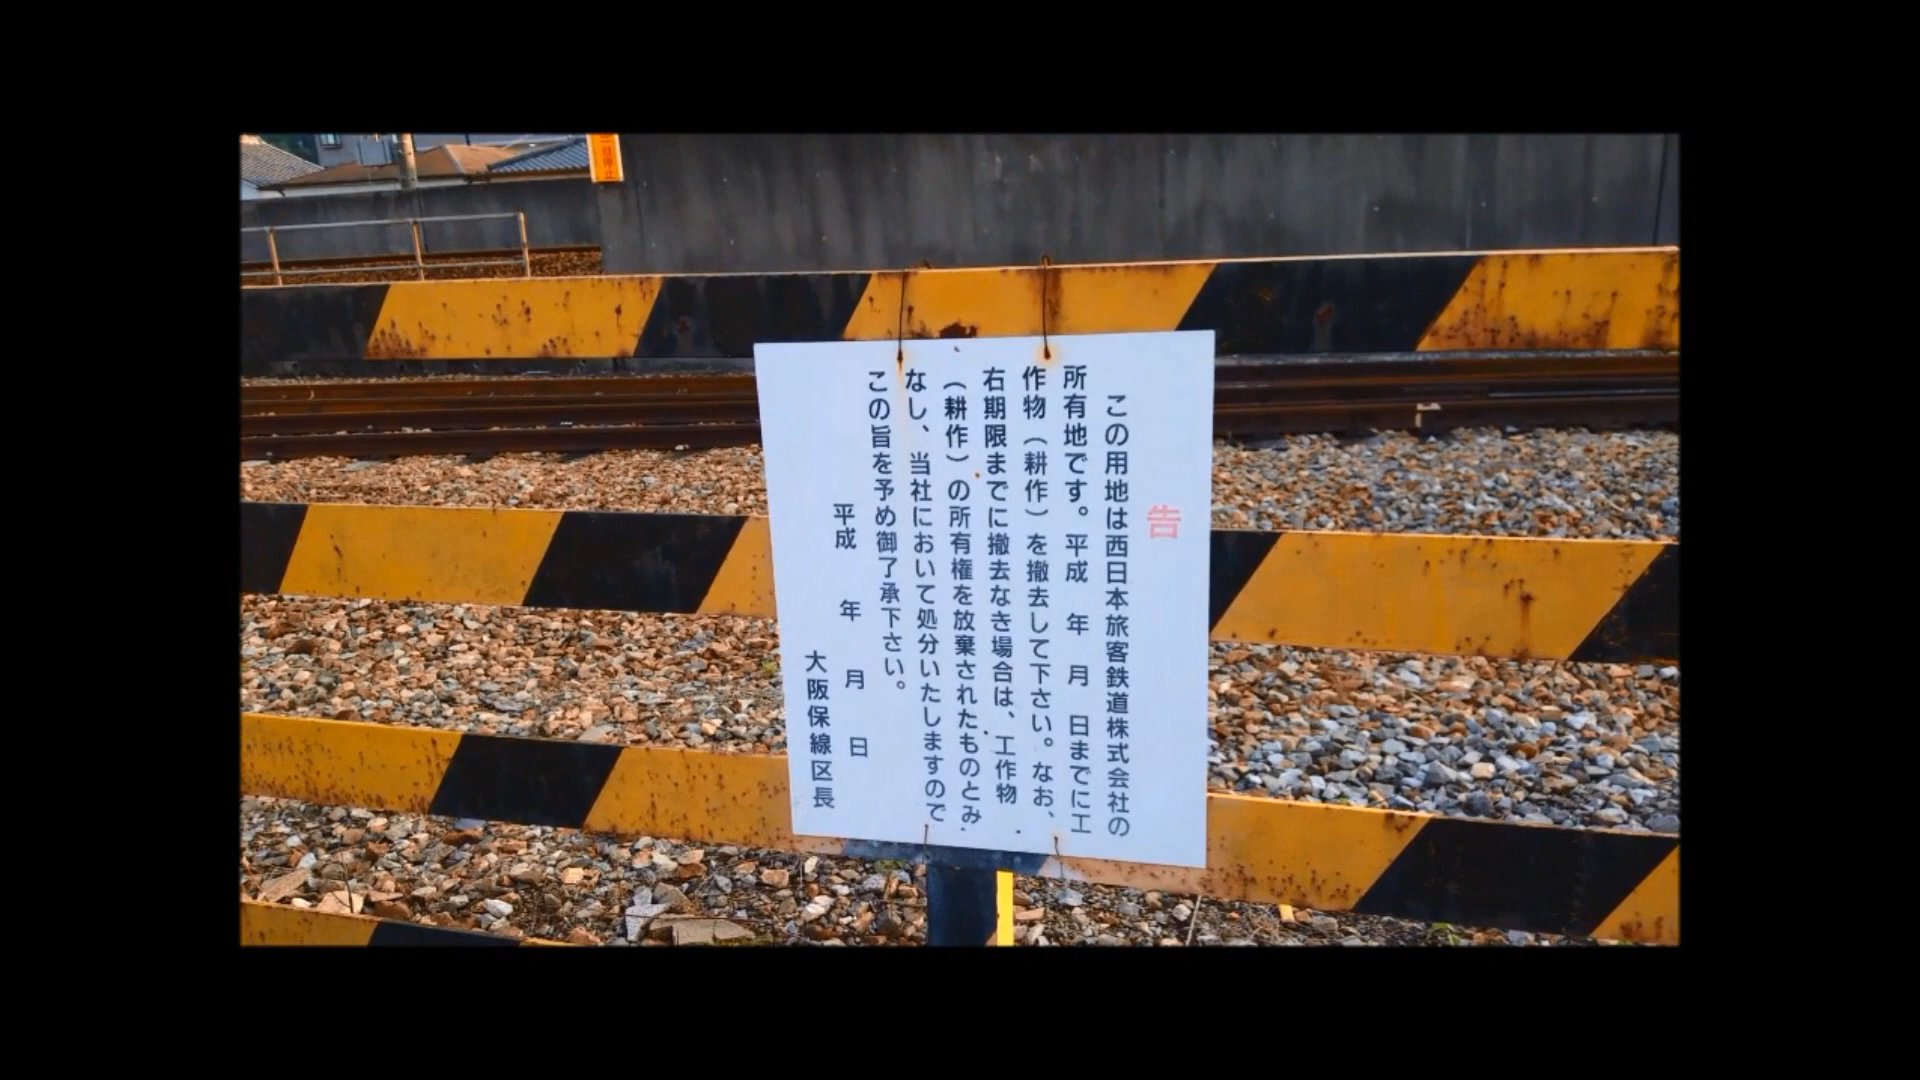 一旦停止
告
この用地は西日本旅客鉄道株式会社の
所有地です。平成　年　月　日までに工
作物（耕作）を撤去して下さい。なお、
右期限までに撤去なき場合は、工作物
（耕作）の所有権を放棄されたものとみ
なし、当社において処分いたしますので
この旨を予め御了承下さい。
平成　年　月　日
大阪保線区長